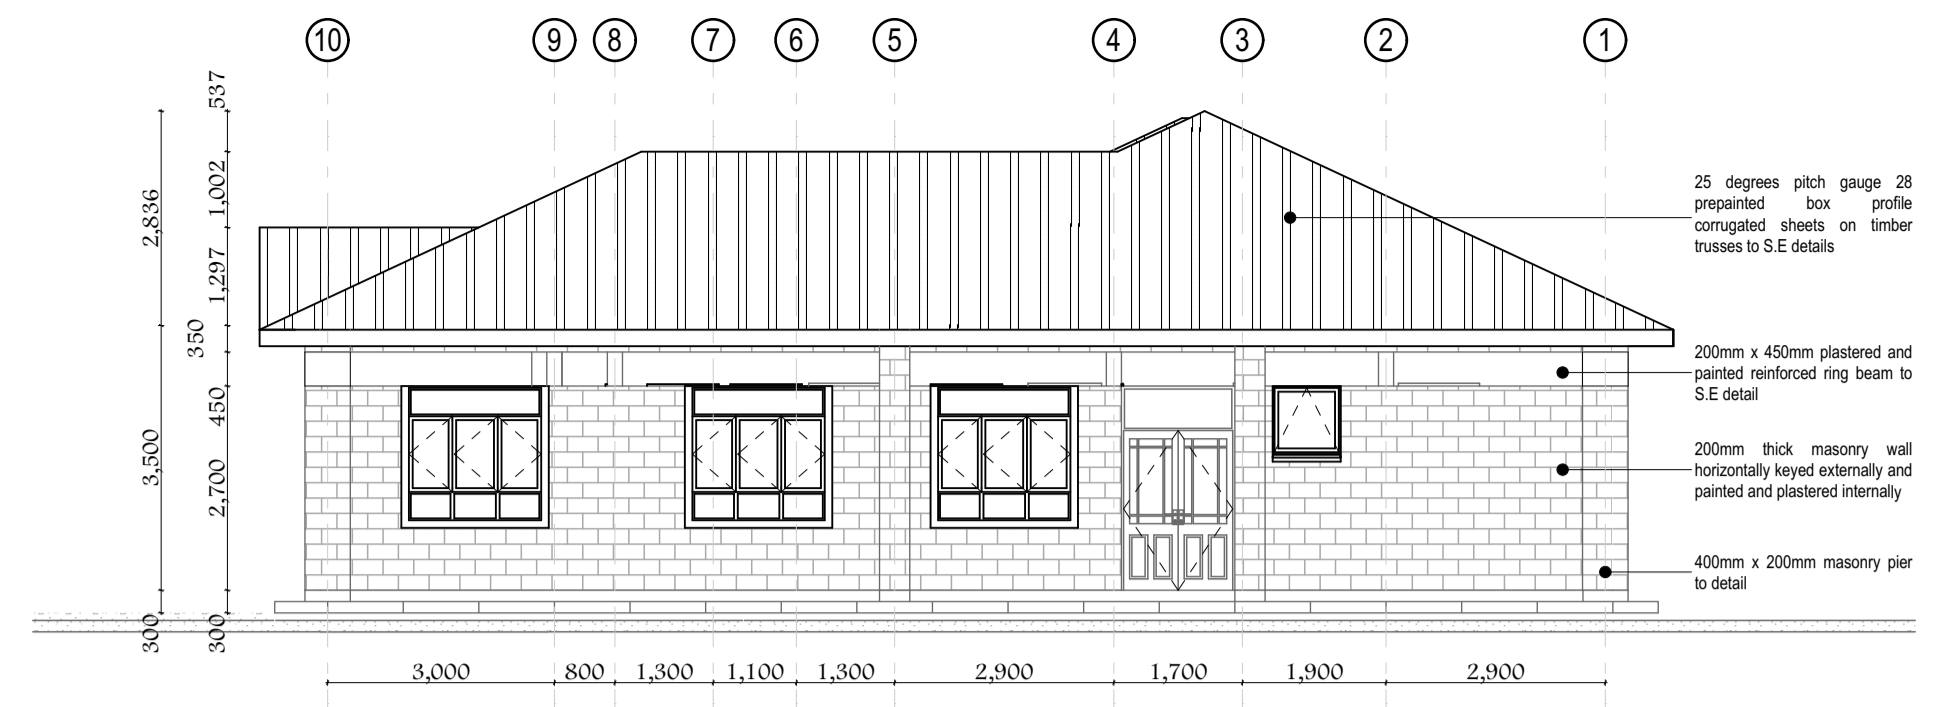 10 9 8 7 6 5 4 3 2 1
537
1,002
2,836
1,297
350
450
3,500
2,700
300 300
25 degrees pitch gauge 28
prepainted box profile
corrugated sheets on timber
trusses to S.E details
200mm x 450mm plastered and
painted reinforced ring beam to
S.E detail
200mm thick masonry wall
horizontally keyed externally and
painted and plastered internally
400mm x 200mm masonry pier
to detail
3,000 800 1,300 1,100 1,300 2,900 1,700 1,900 2,900